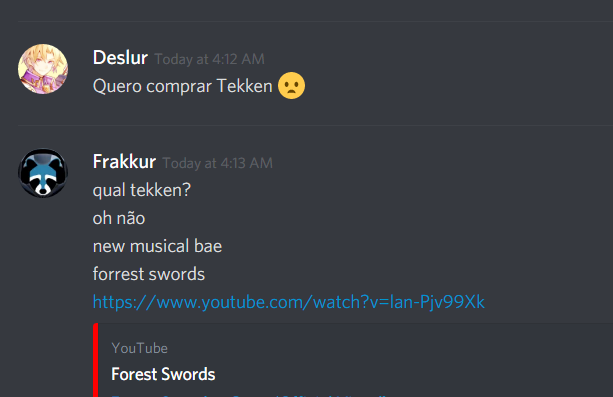 Deslur Today at 4:12 AM
Quero comprar Tekken
Frakkur Today at 4:13 AM
qual tekken?
oh não
new musical bae
forrest swords
https://www.youtube.com/watch?v=lan-Pjv99Xk
YouTube
Forest Swords